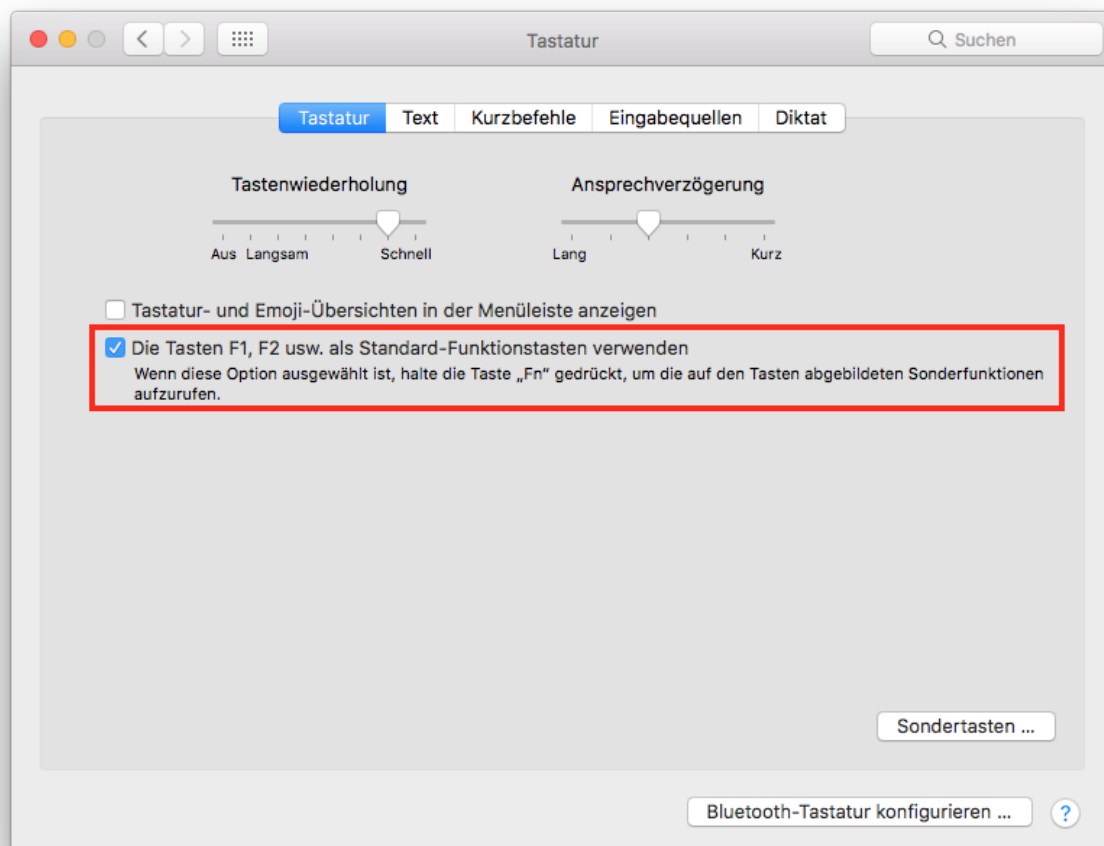 Tastatur
Suchen
Tastatur Text Kurzbefehle Eingabequellen Diktat
Tastenwiederholung Ansprechverzögerung
Aus Langsam Schnell Lang Kurz
Tastatur- und Emoji-Übersichten in der Menüleiste anzeigen
Die Tasten F1, F2 usw. als Standard-Funktionstasten verwenden
Wenn diese Option ausgewählt ist, halte die Taste „Fn“ gedrückt, um die auf den Tasten abgebildeten Sonderfunktionen
aufzurufen.
Sondertasten ...
Bluetooth-Tastatur konfigurieren ... ?